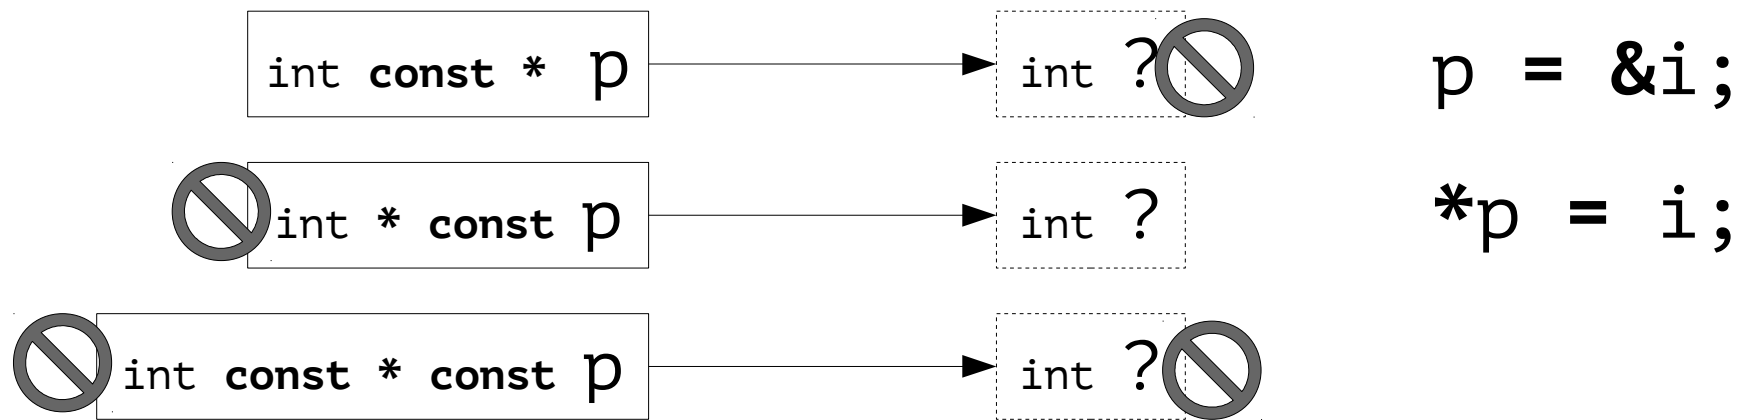 int const * p int ? p = &i;
int * const p int ? *p = i;
int const * const p int ?